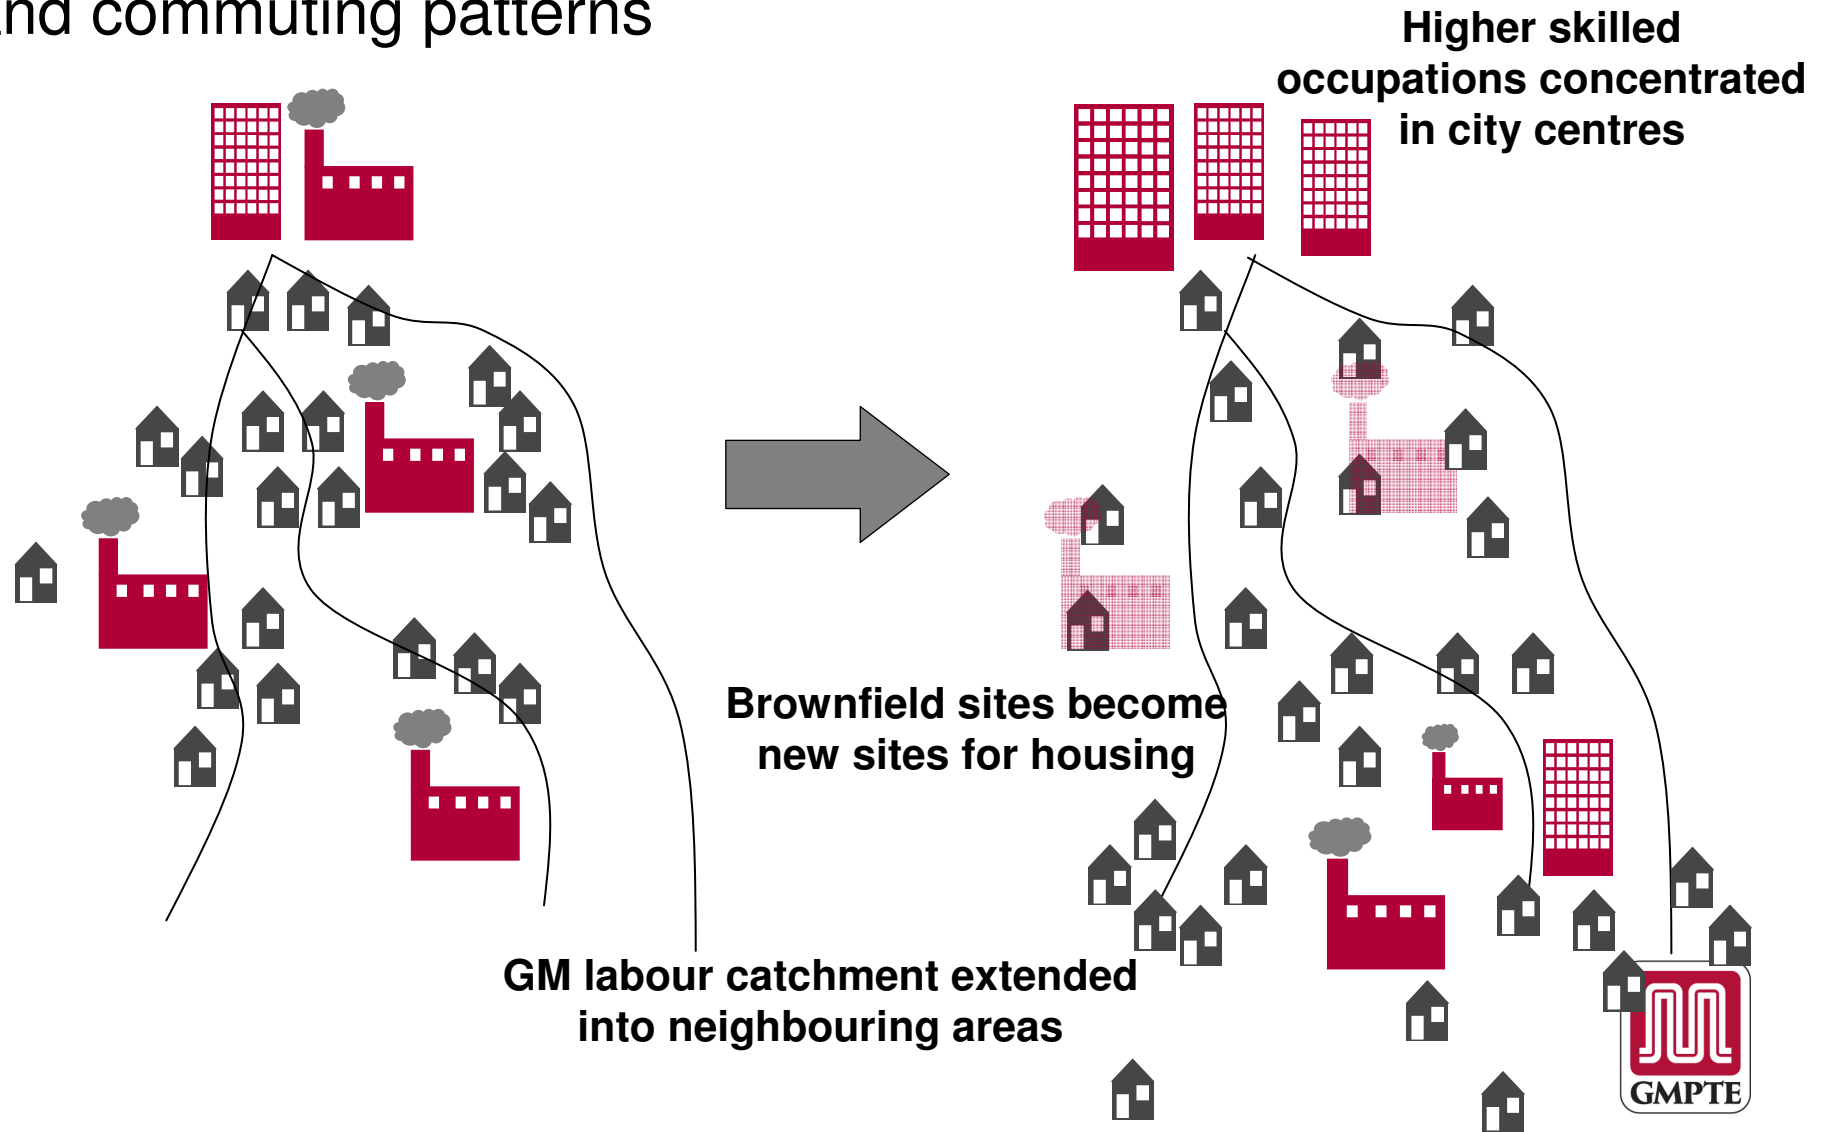 and commuting patterns
Higher skilled
occupations concentrated
in city centres
Brownfield sites become
new sites for housing
GM labour catchment extended
into neighbouring areas
GMPTE